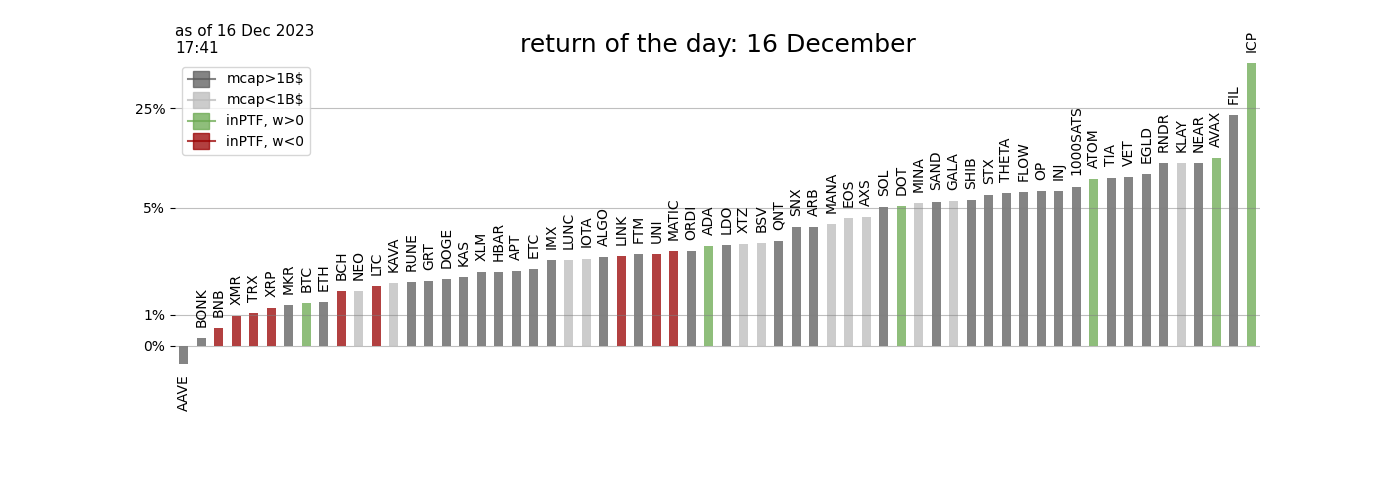 as of 16 Dec 2023
17:41
return of the day: 16 December
mcap>1B$
mcap<1B$
inPTF, w>0
inPTF, w<0
25%
5%
1%
0%
AAVE
BONK
BNB
XMR
TRX
XRP
MKR
BTC
ETH
BCH
NEO
LTC
KAVA
RUNE
GRT
DOGE
KAS
XLM
HBAR
APT
ETC
IMX
LUNC
IOTA
ALGO
LINK
FTM
UNI
MATIC
ORDI
ADA
LDO
XTZ
BSV
QNT
SNX
ARB
MANA
EOS
AXS
SOL
DOT
MINA
SAND
GALA
SHIB
STX
THETA
FLOW
OP
INJ
1000SATS
ATOM
TIA
VET
EGLD
RNDR
KLAY
NEAR
AVAX
FIL
ICP